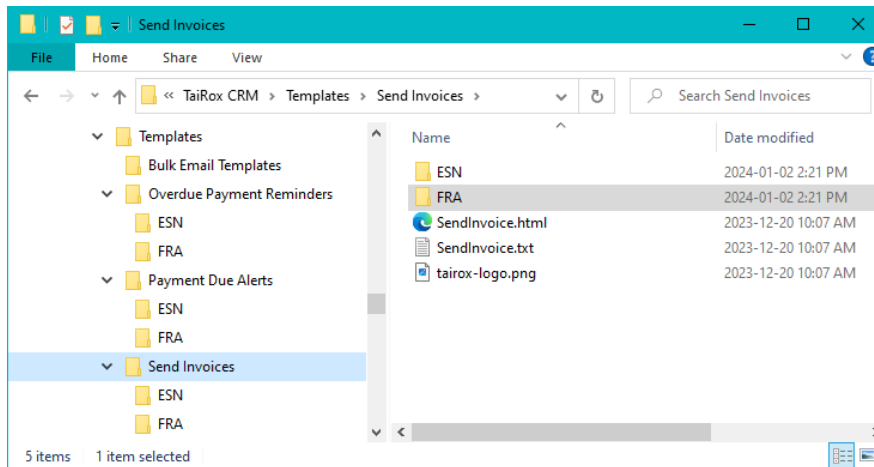 Send Invoices
File Home Share View ?
« TaiRox CRM > Templates > Send Invoices > Search Send Invoices
Templates
Bulk Email Templates
Overdue Payment Reminders
ESN
FRA
Payment Due Alerts
ESN
FRA
Send Invoices
ESN
FRA
Name Date modified
ESN 2024-01-02 2:21 PM
FRA 2024-01-02 2:21 PM
SendInvoice.html 2023-12-20 10:07 AM
SendInvoice.txt 2023-12-20 10:07 AM
tairox-logo.png 2023-12-20 10:07 AM
5 items 1 item selected